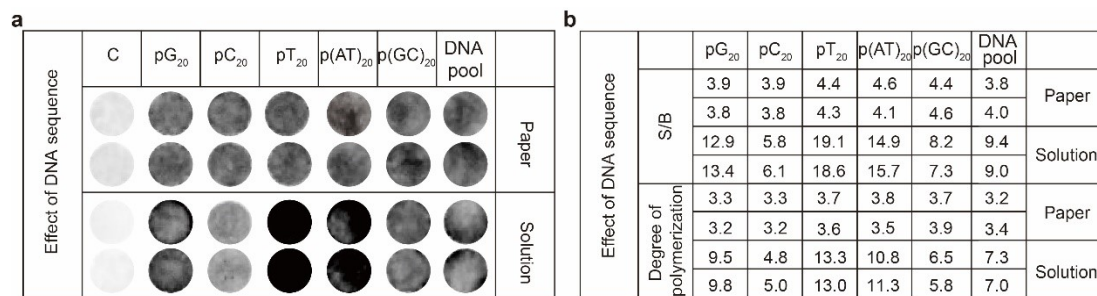 a
Effect of DNA sequence
C pG₂₀ pC₂₀ pT₂₀ p(AT)₂₀ p(GC)₂₀ DNA pool
Paper
Solution
b
Effect of DNA sequence
pG₂₀ pC₂₀ pT₂₀ p(AT)₂₀ p(GC)₂₀ DNA pool
S/B
3.9 3.9 4.4 4.6 4.4 3.8
Paper
3.8 3.8 4.3 4.1 4.6 4.0
12.9 5.8 19.1 14.9 8.2 9.4
Solution
13.4 6.1 18.6 15.7 7.3 9.0
Degree of
polymerization
3.3 3.3 3.7 3.8 3.7 3.2
Paper
3.2 3.2 3.6 3.5 3.9 3.4
9.5 4.8 13.3 10.8 6.5 7.3
Solution
9.8 5.0 13.0 11.3 5.8 7.0